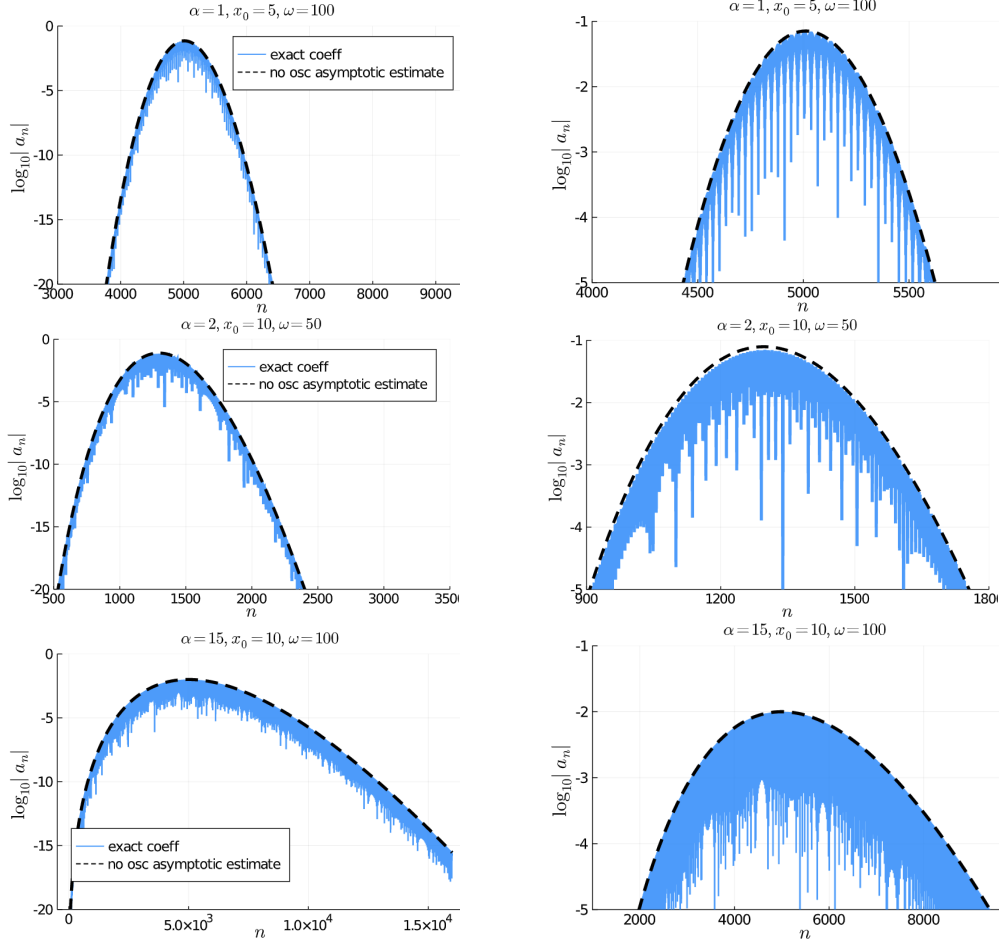 α=1, x₀=5, ω=100
0
-5
-10
-15
-20
log₁₀|aₙ|
exact coeff
no osc asymptotic estimate
3000 4000 5000 6000 7000 8000 9000
n
α=1, x₀=5, ω=100
-1
-2
-3
-4
-5
log₁₀|aₙ|
4000 4500 5000 5500
n
α=2, x₀=10, ω=50
0
-5
-10
-15
-20
log₁₀|aₙ|
exact coeff
no osc asymptotic estimate
500 1000 1500 2000 2500 3000 350
n
α=2, x₀=10, ω=50
-1
-2
-3
-4
-5
log₁₀|aₙ|
900 1200 1500 180
n
α=15, x₀=10, ω=100
0
-5
-10
-15
-20
log₁₀|aₙ|
exact coeff
no osc asymptotic estimate
0 5.0×10³ 1.0×10⁴ 1.5×10⁴
n
α=15, x₀=10, ω=100
-1
-2
-3
-4
-5
log₁₀|aₙ|
2000 4000 6000 8000
n